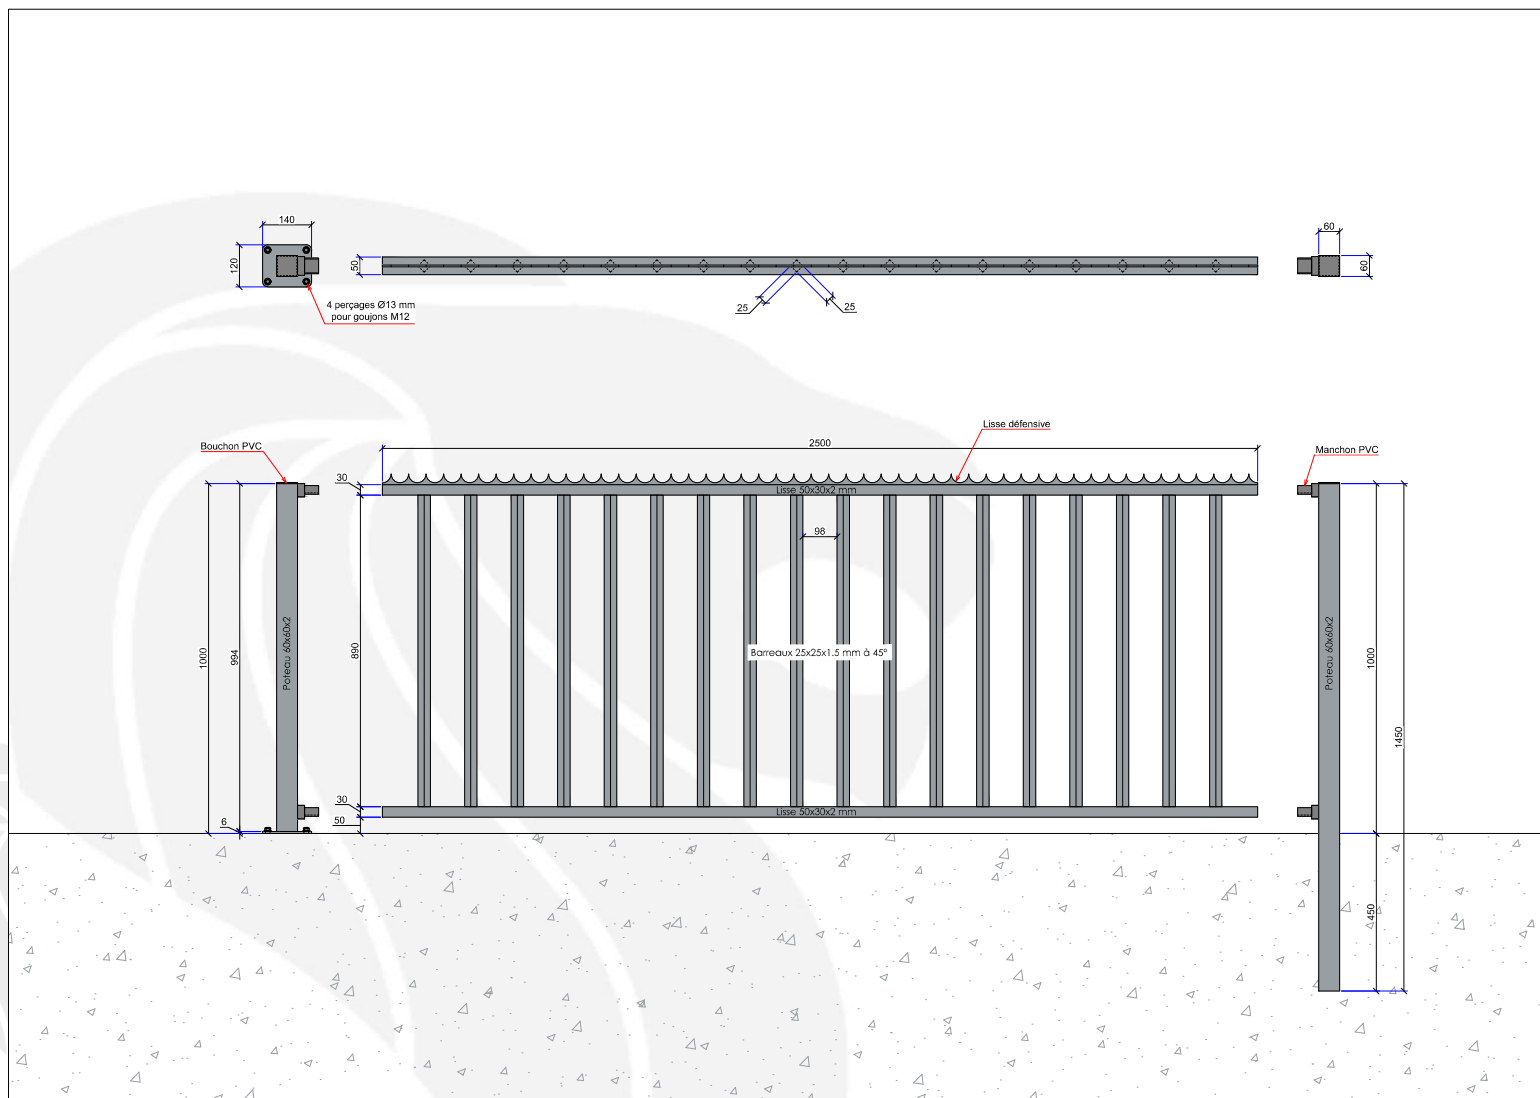 140
120
50
60
60
4 perçages Ø13 mm
pour goujons M12
25
25
Lisse défensive
Bouchon PVC
2500
Manchon PVC
30
Lisse 50x30x2 mm
98
Poteau 60x60x2
1000
994
890
Barreaux 25x25x1.5 mm à 45°
Poteau 60x60x2
1000
1450
30
Lisse 50x30x2 mm
6
50
450